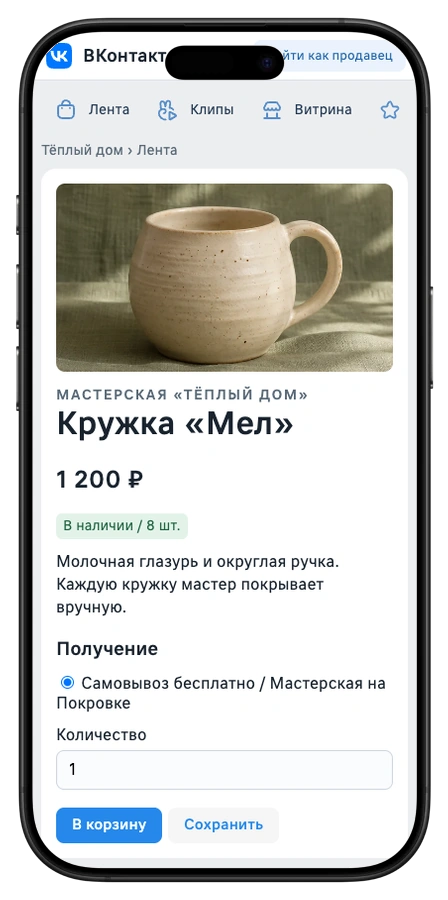 ВКонтакт
йти как продавец
Лента
Клипы
Витрина
Тёплый дом › Лента
МАСТЕРСКАЯ «ТЁПЛЫЙ ДОМ»
Кружка «Мел»
1 200 ₽
В наличии / 8 шт.
Молочная глазурь и округлая ручка.
Каждую кружку мастер покрывает
вручную.
Получение
Самовывоз бесплатно / Мастерская на
Покровке
Количество
1
В корзину
Сохранить